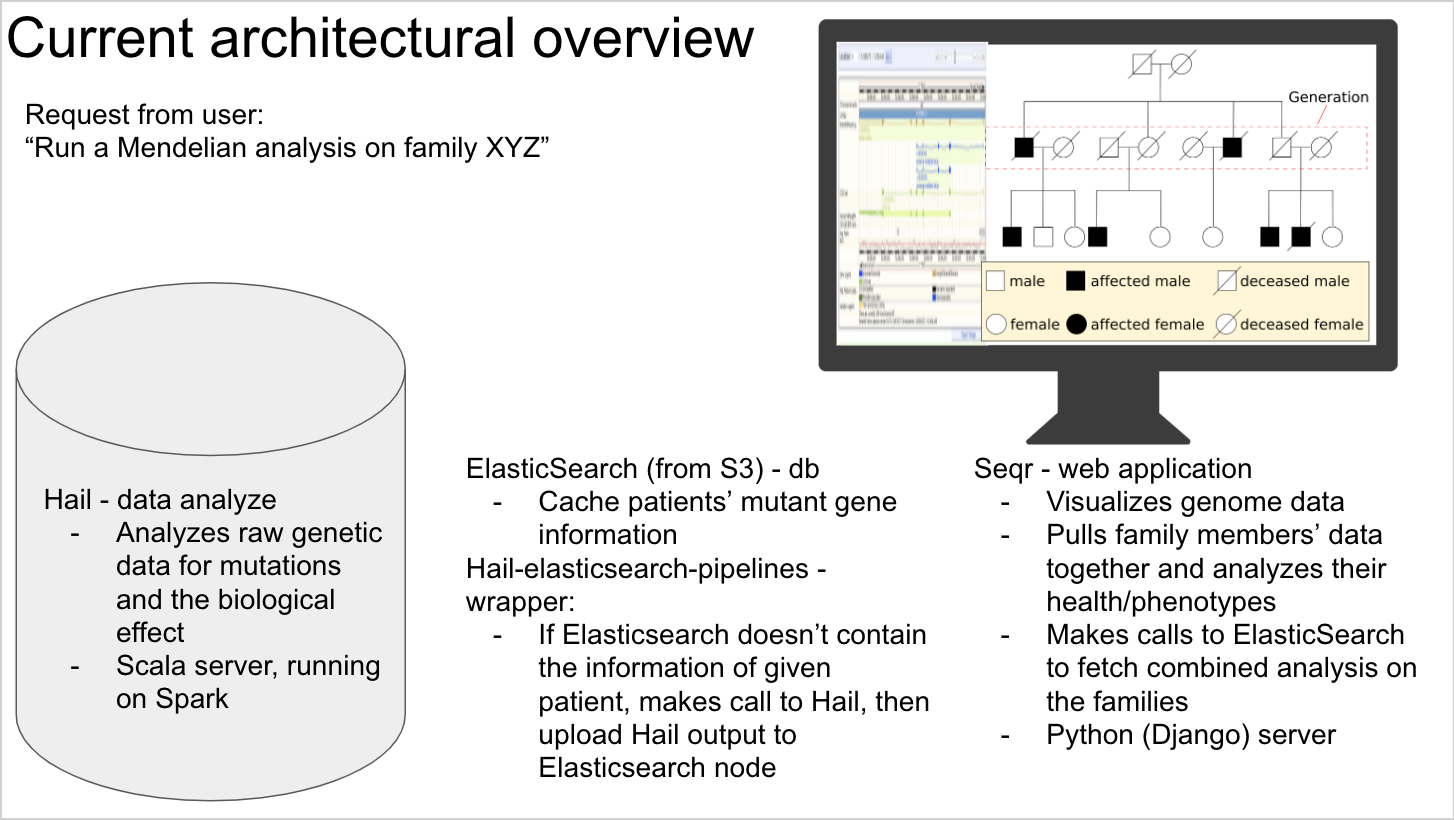 Current architectural overview
Request from user:
“Run a Mendelian analysis on family XYZ”
Generation
male
affected male
deceased male
female
affected female
deceased female
Hail - data analyze
- Analyzes raw genetic
data for mutations
and the biological
effect
- Scala server, running
on Spark
ElasticSearch (from S3) - db
- Cache patients’ mutant gene
information
Hail-elasticsearch-pipelines -
wrapper:
- If Elasticsearch doesn’t contain
the information of given
patient, makes call to Hail, then
upload Hail output to
Elasticsearch node
Seqr - web application
- Visualizes genome data
- Pulls family members’ data
together and analyzes their
health/phenotypes
- Makes calls to ElasticSearch
to fetch combined analysis on
the families
- Python (Django) server